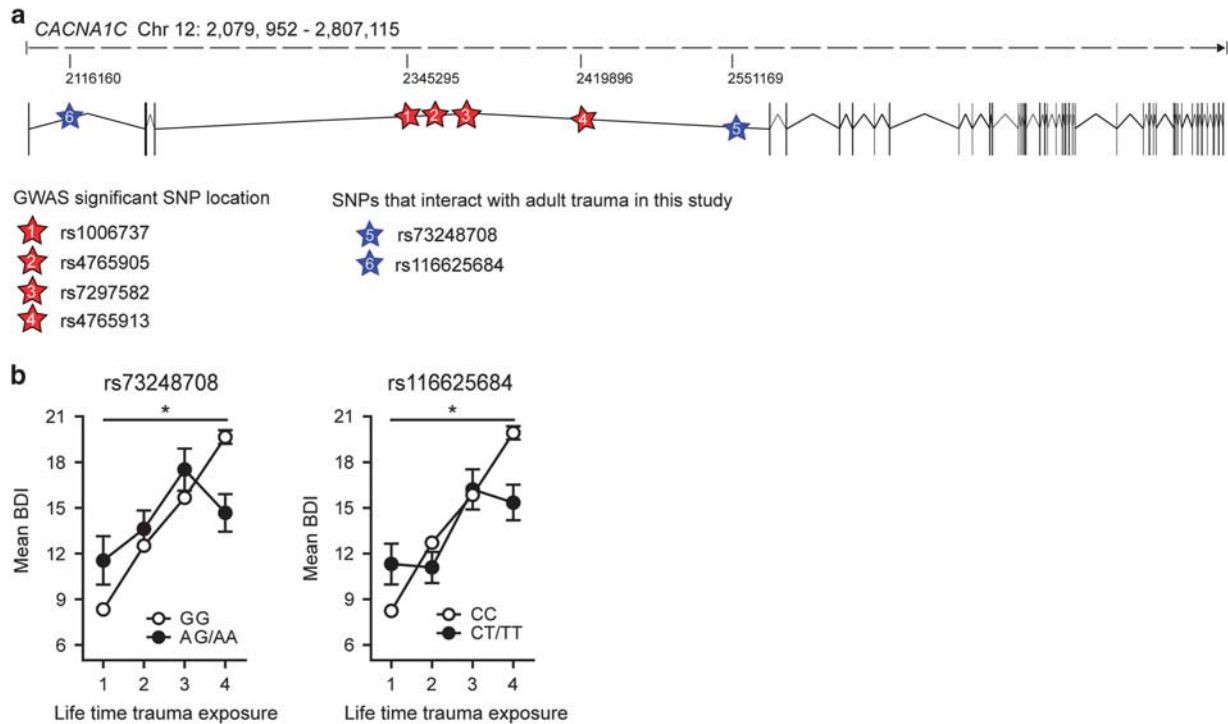 a
CACNA1C Chr 12: 2,079, 952 - 2,807,115
2116160 2345295 2419896 2551169
6 1 2 3 4 5
GWAS significant SNP location
1 rs1006737
2 rs4765905
3 rs7297582
4 rs4765913
SNPs that interact with adult trauma in this study
5 rs73248708
6 rs116625684
b
rs73248708
*
Mean BDI
21
18
15
12
9
6
GG
AG/AA
1 2 3 4
Life time trauma exposure
rs116625684
*
Mean BDI
21
18
15
12
9
6
CC
CT/TT
1 2 3 4
Life time trauma exposure